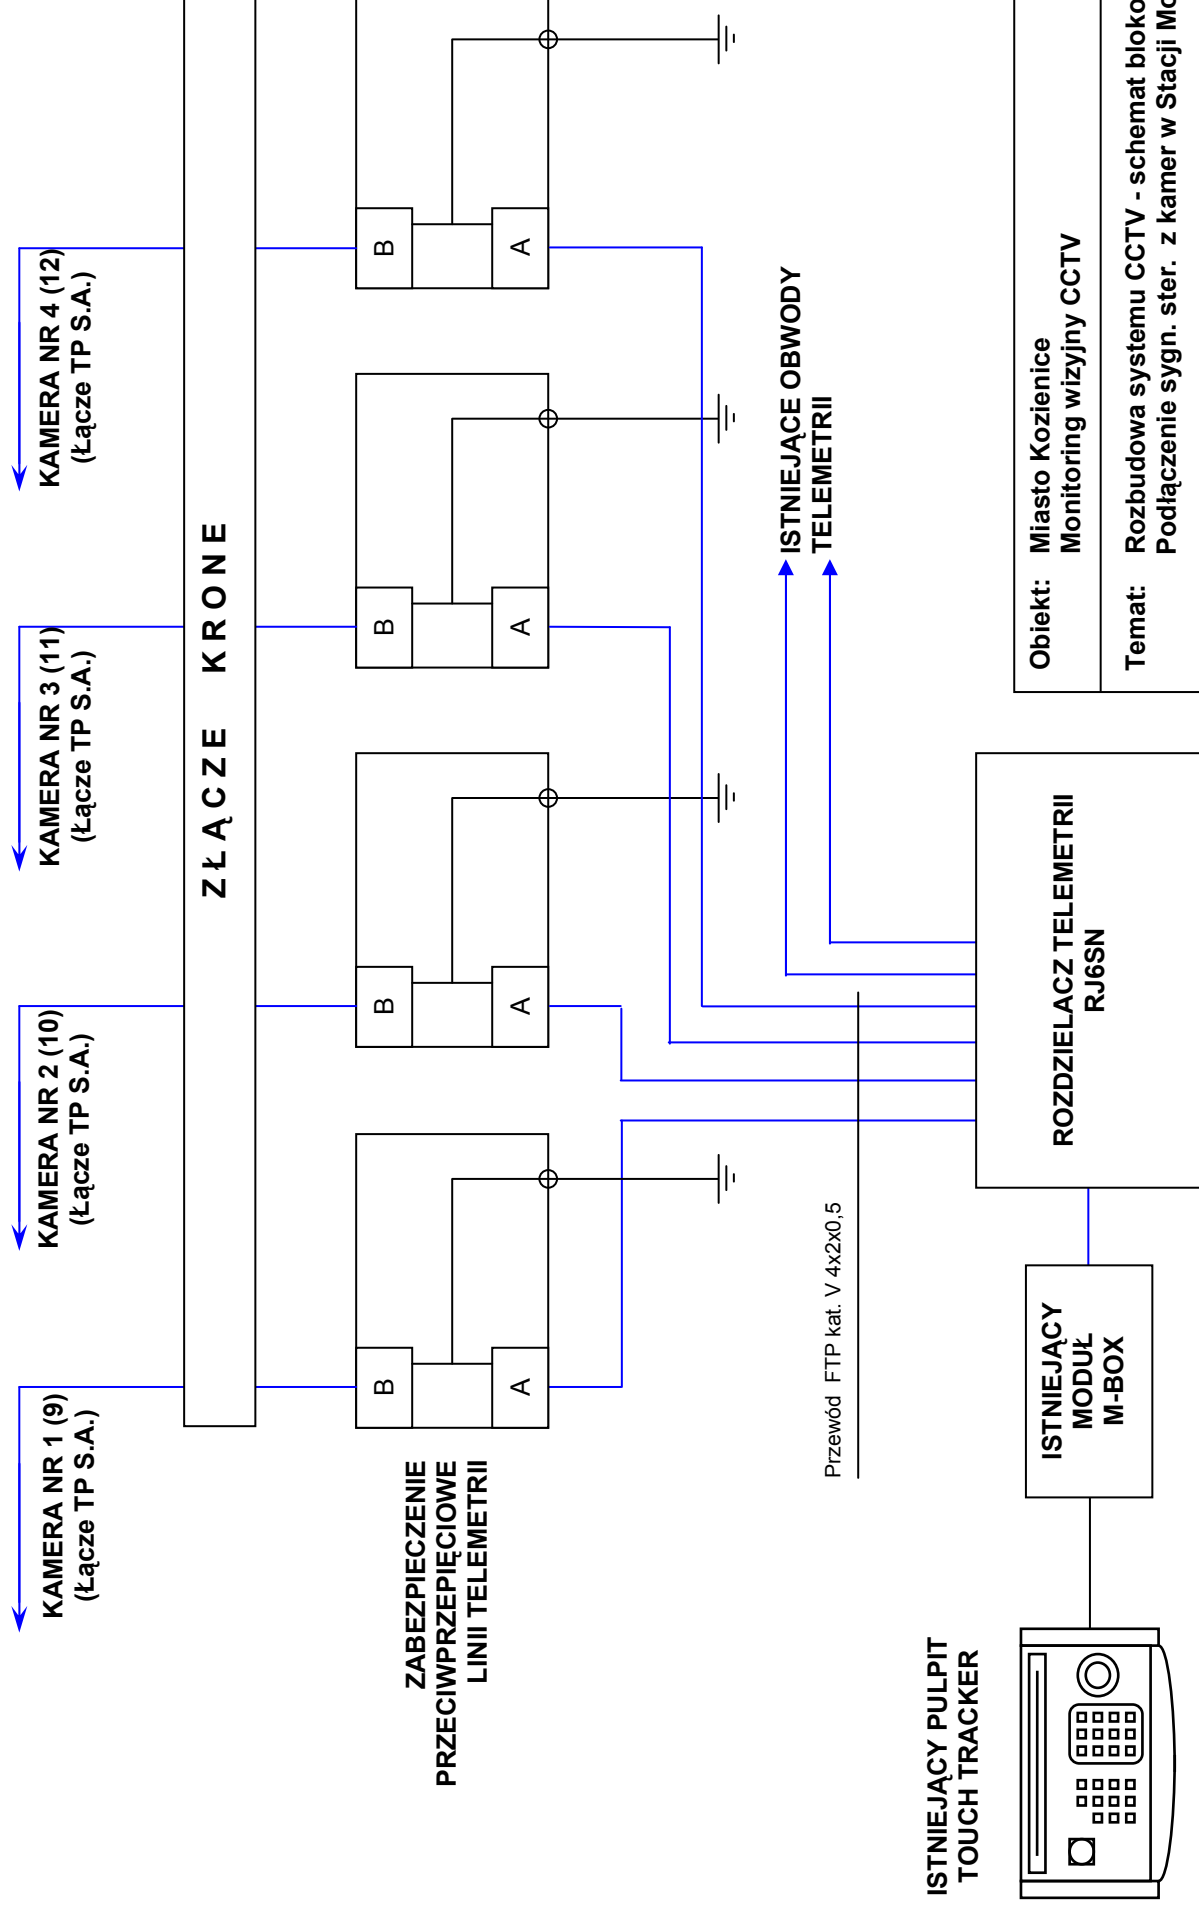 KAMERA NR 1 (9)
(Łącze TP S.A.)
KAMERA NR 2 (10)
(Łącze TP S.A.)
KAMERA NR 3 (11)
(Łącze TP S.A.)
KAMERA NR 4 (12)
(Łącze TP S.A.)
ZŁĄCZE KRONE
ZABEZPIECZENIE
PRZECIWPRZEPIĘCIOWE
LINII TELEMETRII
B
A
B
A
B
A
B
A
ISTNIEJĄCE OBWODY
TELEMETRII
Przewód FTP kat. V 4x2x0,5
ISTNIEJĄCY PULPIT
TOUCH TRACKER
ISTNIEJĄCY
MODUŁ
M-BOX
ROZDZIELACZ TELEMETRII
RJ6SN
Obiekt: Miasto Kozienice
Monitoring wizyjny CCTV
Temat: Rozbudowa systemu CCTV - schemat bloko
Podłączenie sygn. ster. z kamer w Stacji Mo